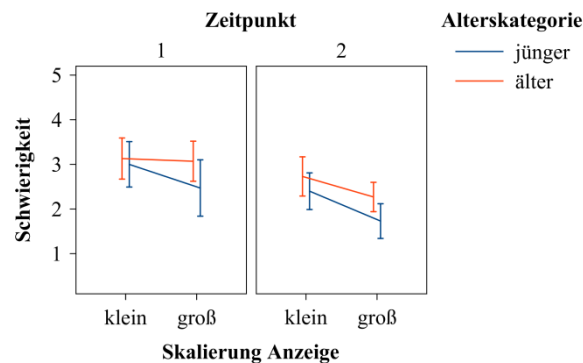 Zeitpunkt
1 2
Alterskategorie
jünger
älter
Schwierigkeit
5
4
3
2
1
klein groß klein groß
Skalierung Anzeige